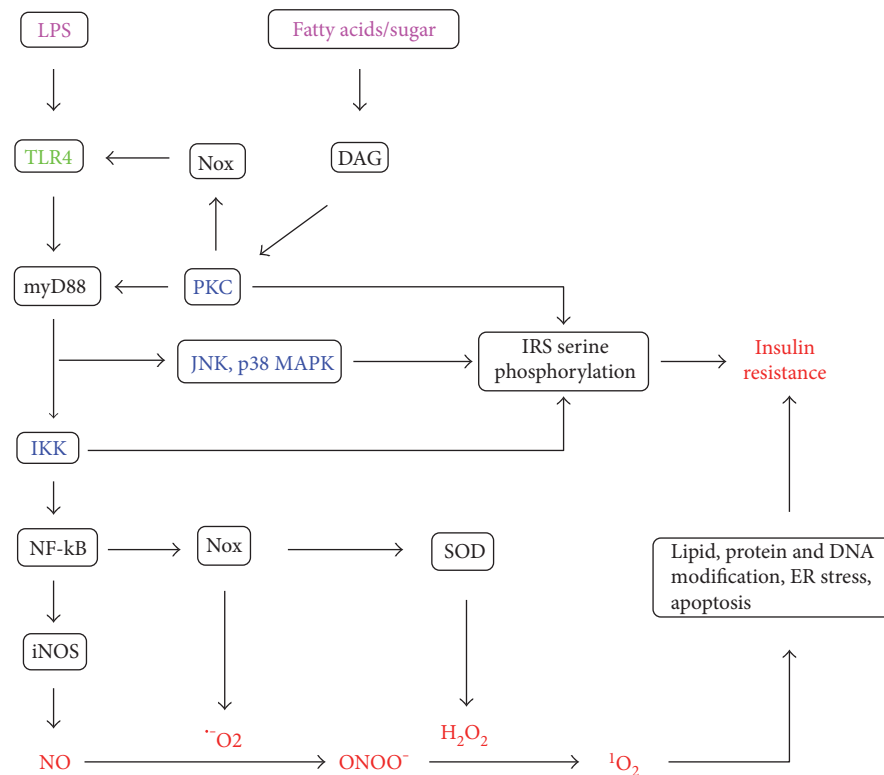 LPS
Fatty acids/sugar
TLR4
Nox
DAG
myD88
PKC
JNK, p38 MAPK
IRS serine
phosphorylation
Insulin
resistance
IKK
NF-kB
Nox
SOD
Lipid, protein and DNA
modification, ER stress,
apoptosis
iNOS
NO
·−O2
ONOO⁻
H₂O₂
¹O₂